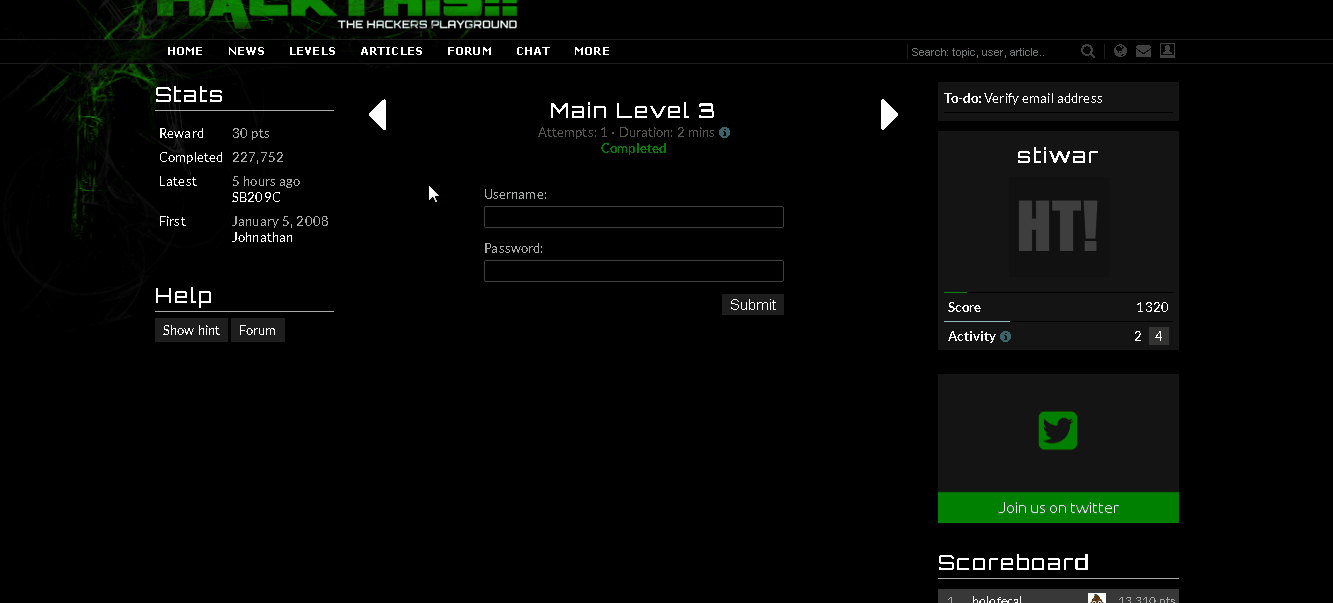 HACK THIS!!
THE HACKERS PLAYGROUND
HOME NEWS LEVELS ARTICLES FORUM CHAT MORE
Search: topic, user, article..
Stats
Reward 30 pts
Completed 227,752
Latest 5 hours ago
SB209C
First January 5, 2008
Johnathan
Help
Show hint Forum
Main Level 3
Attempts: 1 · Duration: 2 mins
Completed
Username:
Password:
Submit
To-do: Verify email address
stiwar
HT!
Score 1320
Activity 2 4
Join us on twitter
Scoreboard
1 holofecal 13,310 pts